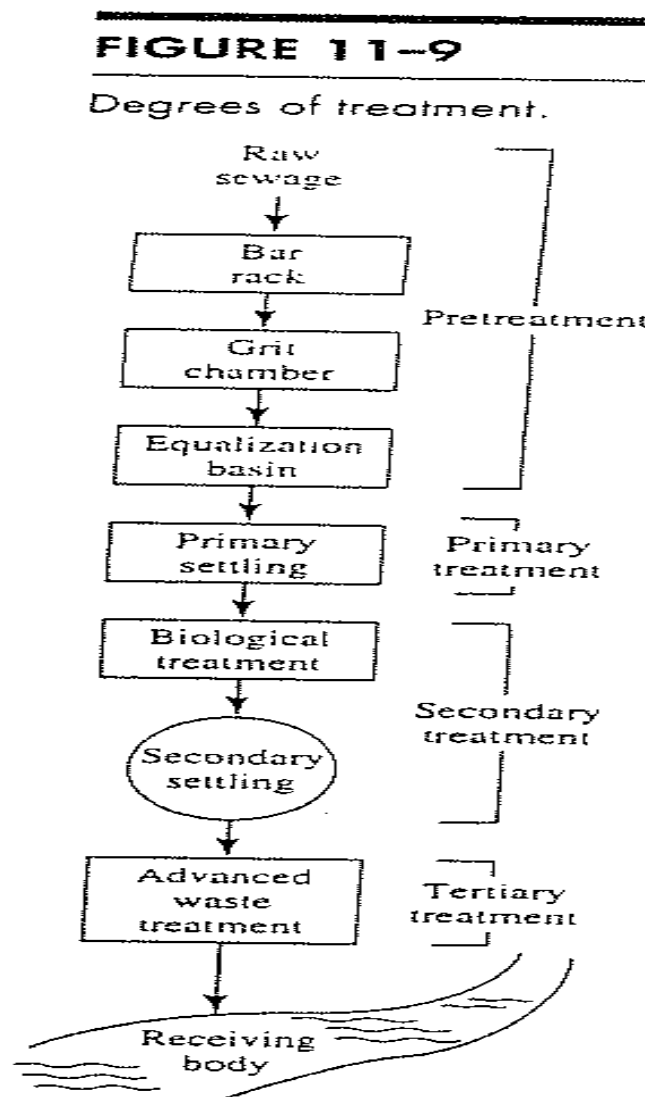 FIGURE 11–9
Degrees of treatment.
Raw
sewage
Bar
rack
Grit
chamber
Equalization
basin
Pretreatment
Primary
settling
Primary
treatment
Biological
treatment
Secondary
settling
Secondary
treatment
Advanced
waste
treatment
Tertiary
treatment
Receiving
body